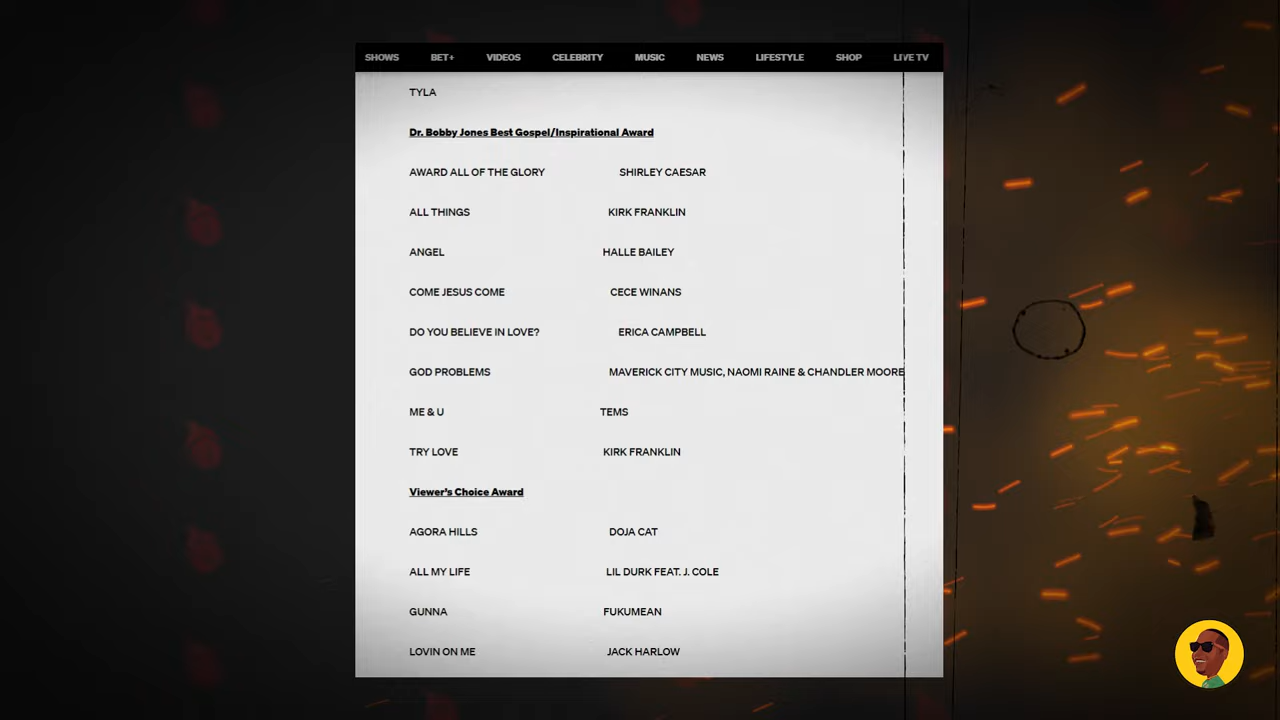 SHOWS BET+ VIDEOS CELEBRITY MUSIC NEWS LIFESTYLE SHOP LIVE TV
TYLA
Dr. Bobby Jones Best Gospel/Inspirational Award
AWARD ALL OF THE GLORY SHIRLEY CAESAR
ALL THINGS KIRK FRANKLIN
ANGEL HALLE BAILEY
COME JESUS COME CECE WINANS
DO YOU BELIEVE IN LOVE? ERICA CAMPBELL
GOD PROBLEMS MAVERICK CITY MUSIC, NAOMI RAINE & CHANDLER MOORE
ME & U TEMS
TRY LOVE KIRK FRANKLIN
Viewer's Choice Award
AGORA HILLS DOJA CAT
ALL MY LIFE LIL DURK FEAT. J. COLE
GUNNA FUKUMEAN
LOVIN ON ME JACK HARLOW